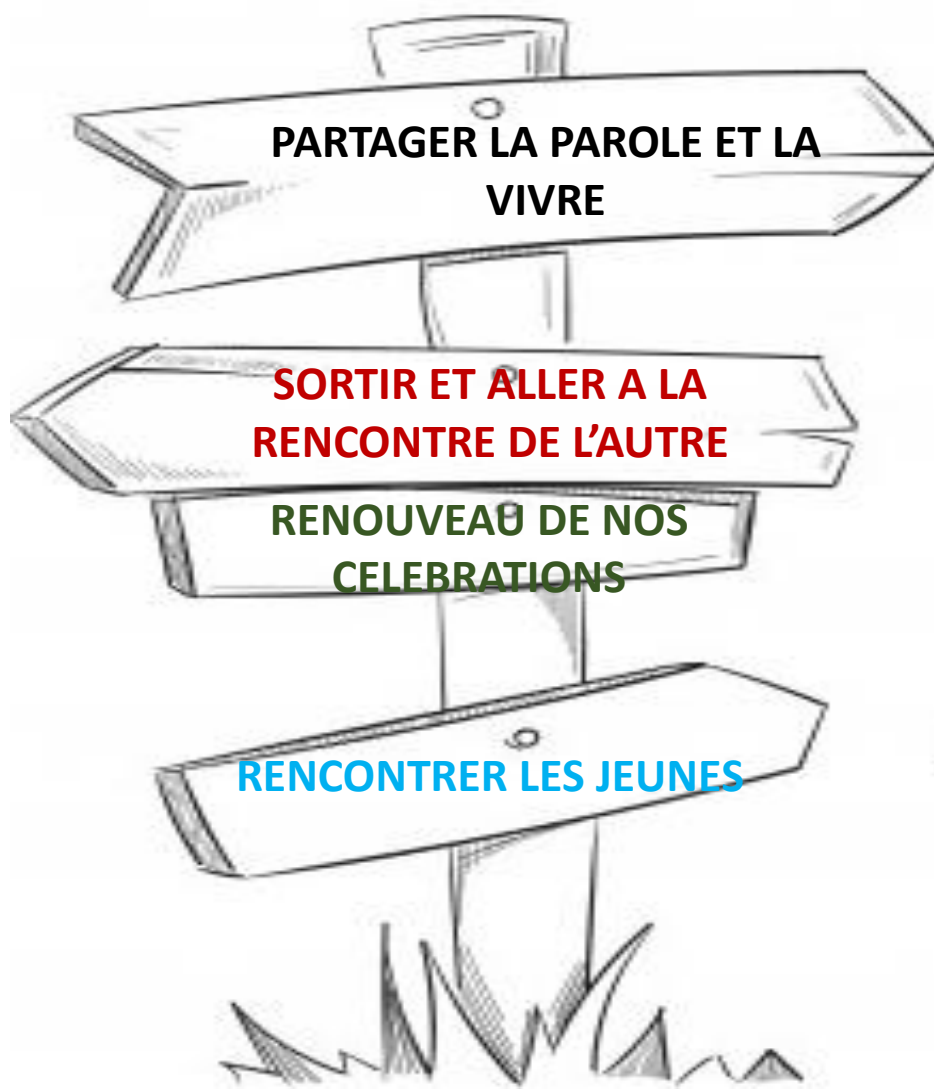 PARTAGER LA PAROLE ET LA
VIVRE
SORTIR ET ALLER A LA
RENCONTRE DE L’AUTRE
RENOUVEAU DE NOS
CELEBRATIONS
RENCONTRER LES JEUNES